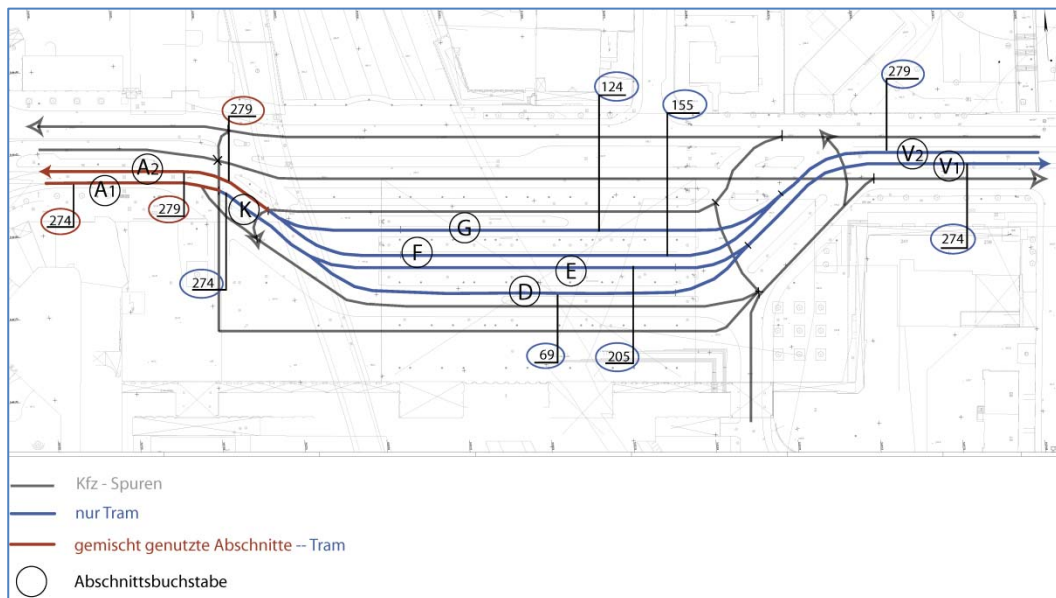 124
279
155
279
A2
V2
V1
A1
K
274
279
G
F
274
E
274
D
69
205
Kfz - Spuren
nur Tram
gemischt genutzte Abschnitte -- Tram
Abschnittsbuchstabe